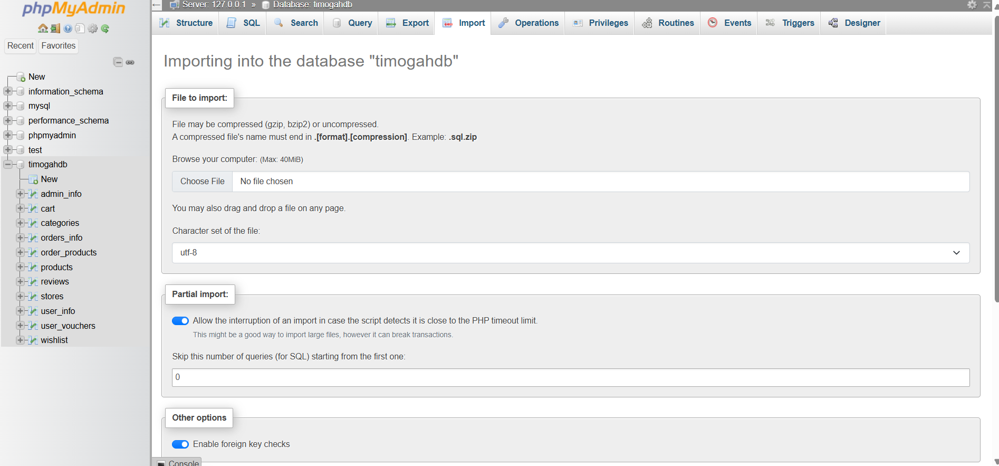 phpMyAdmin
Recent Favorites
New
information_schema
mysql
performance_schema
phpmyadmin
test
timogahdb
New
admin_info
cart
categories
orders_info
order_products
products
reviews
stores
user_info
user_vouchers
wishlist
Server: 127.0.0.1 » Database: timogahdb
Structure SQL Search Query Export Import Operations Privileges Routines Events Triggers Designer
Importing into the database "timogahdb"
File to import:
File may be compressed (gzip, bzip2) or uncompressed.
A compressed file's name must end in .[format].[compression]. Example: .sql.zip
Browse your computer: (Max: 40MiB)
Choose File No file chosen
You may also drag and drop a file on any page.
Character set of the file:
utf-8
Partial import:
Allow the interruption of an import in case the script detects it is close to the PHP timeout limit.
This might be a good way to import large files, however it can break transactions.
Skip this number of queries (for SQL) starting from the first one:
0
Other options
Enable foreign key checks
Console